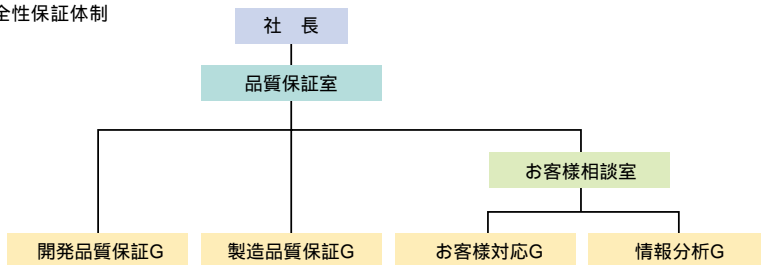 全性保証体制
社 長
品質保証室
お客様相談室
開発品質保証G
製造品質保証G
お客様対応G
情報分析G